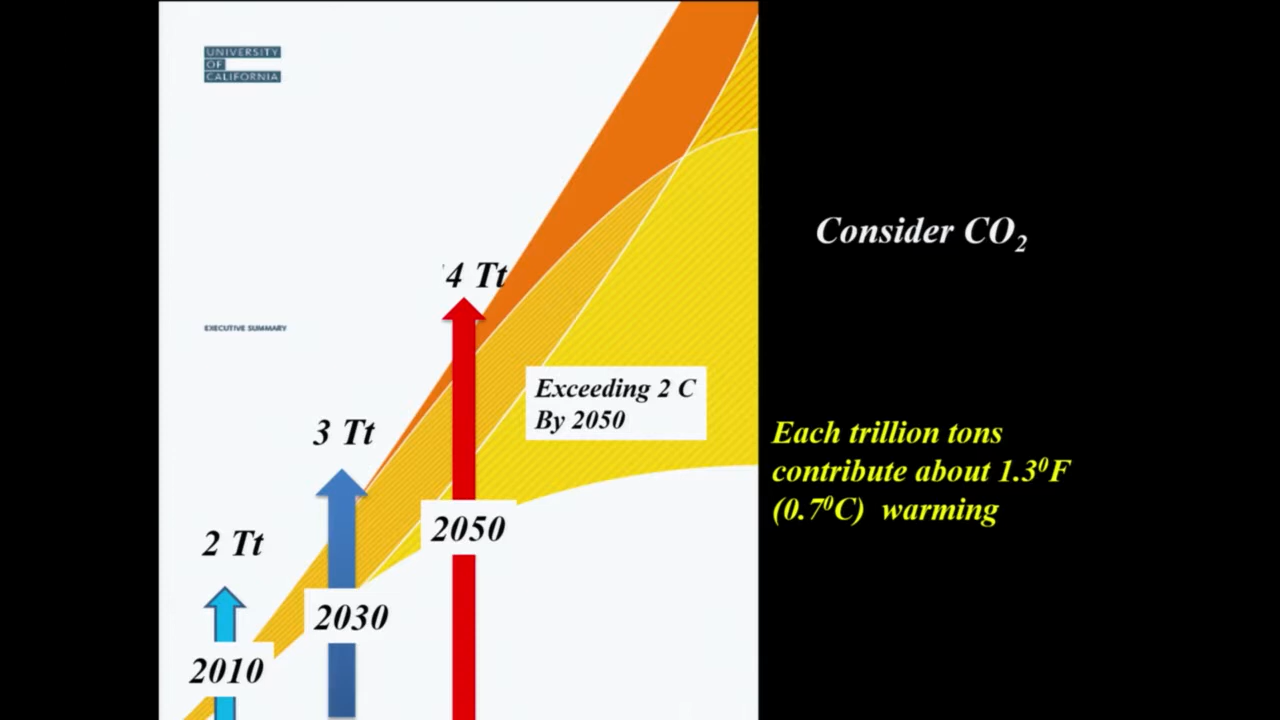 UNIVERSITY
OF
CALIFORNIA
Consider CO₂
4 Tt
EXECUTIVE SUMMARY
Exceeding 2 C
By 2050
3 Tt
Each trillion tons
contribute about 1.3⁰F
(0.7⁰C) warming
2050
2 Tt
2030
2010